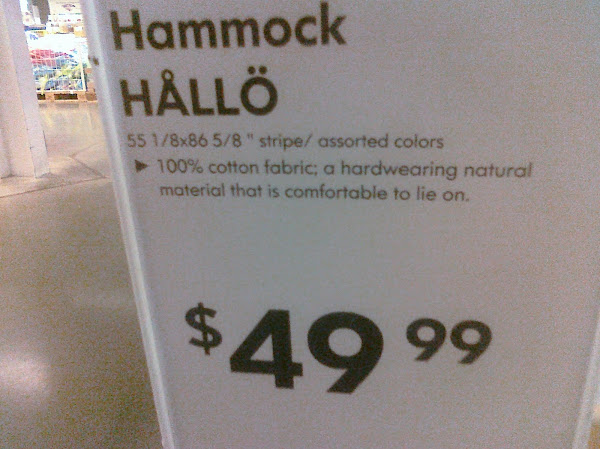 Hammock
HÅLLÖ
55 1/8x86 5/8 " stripe/ assorted colors
► 100% cotton fabric; a hardwearing natural
material that is comfortable to lie on.
$49 99